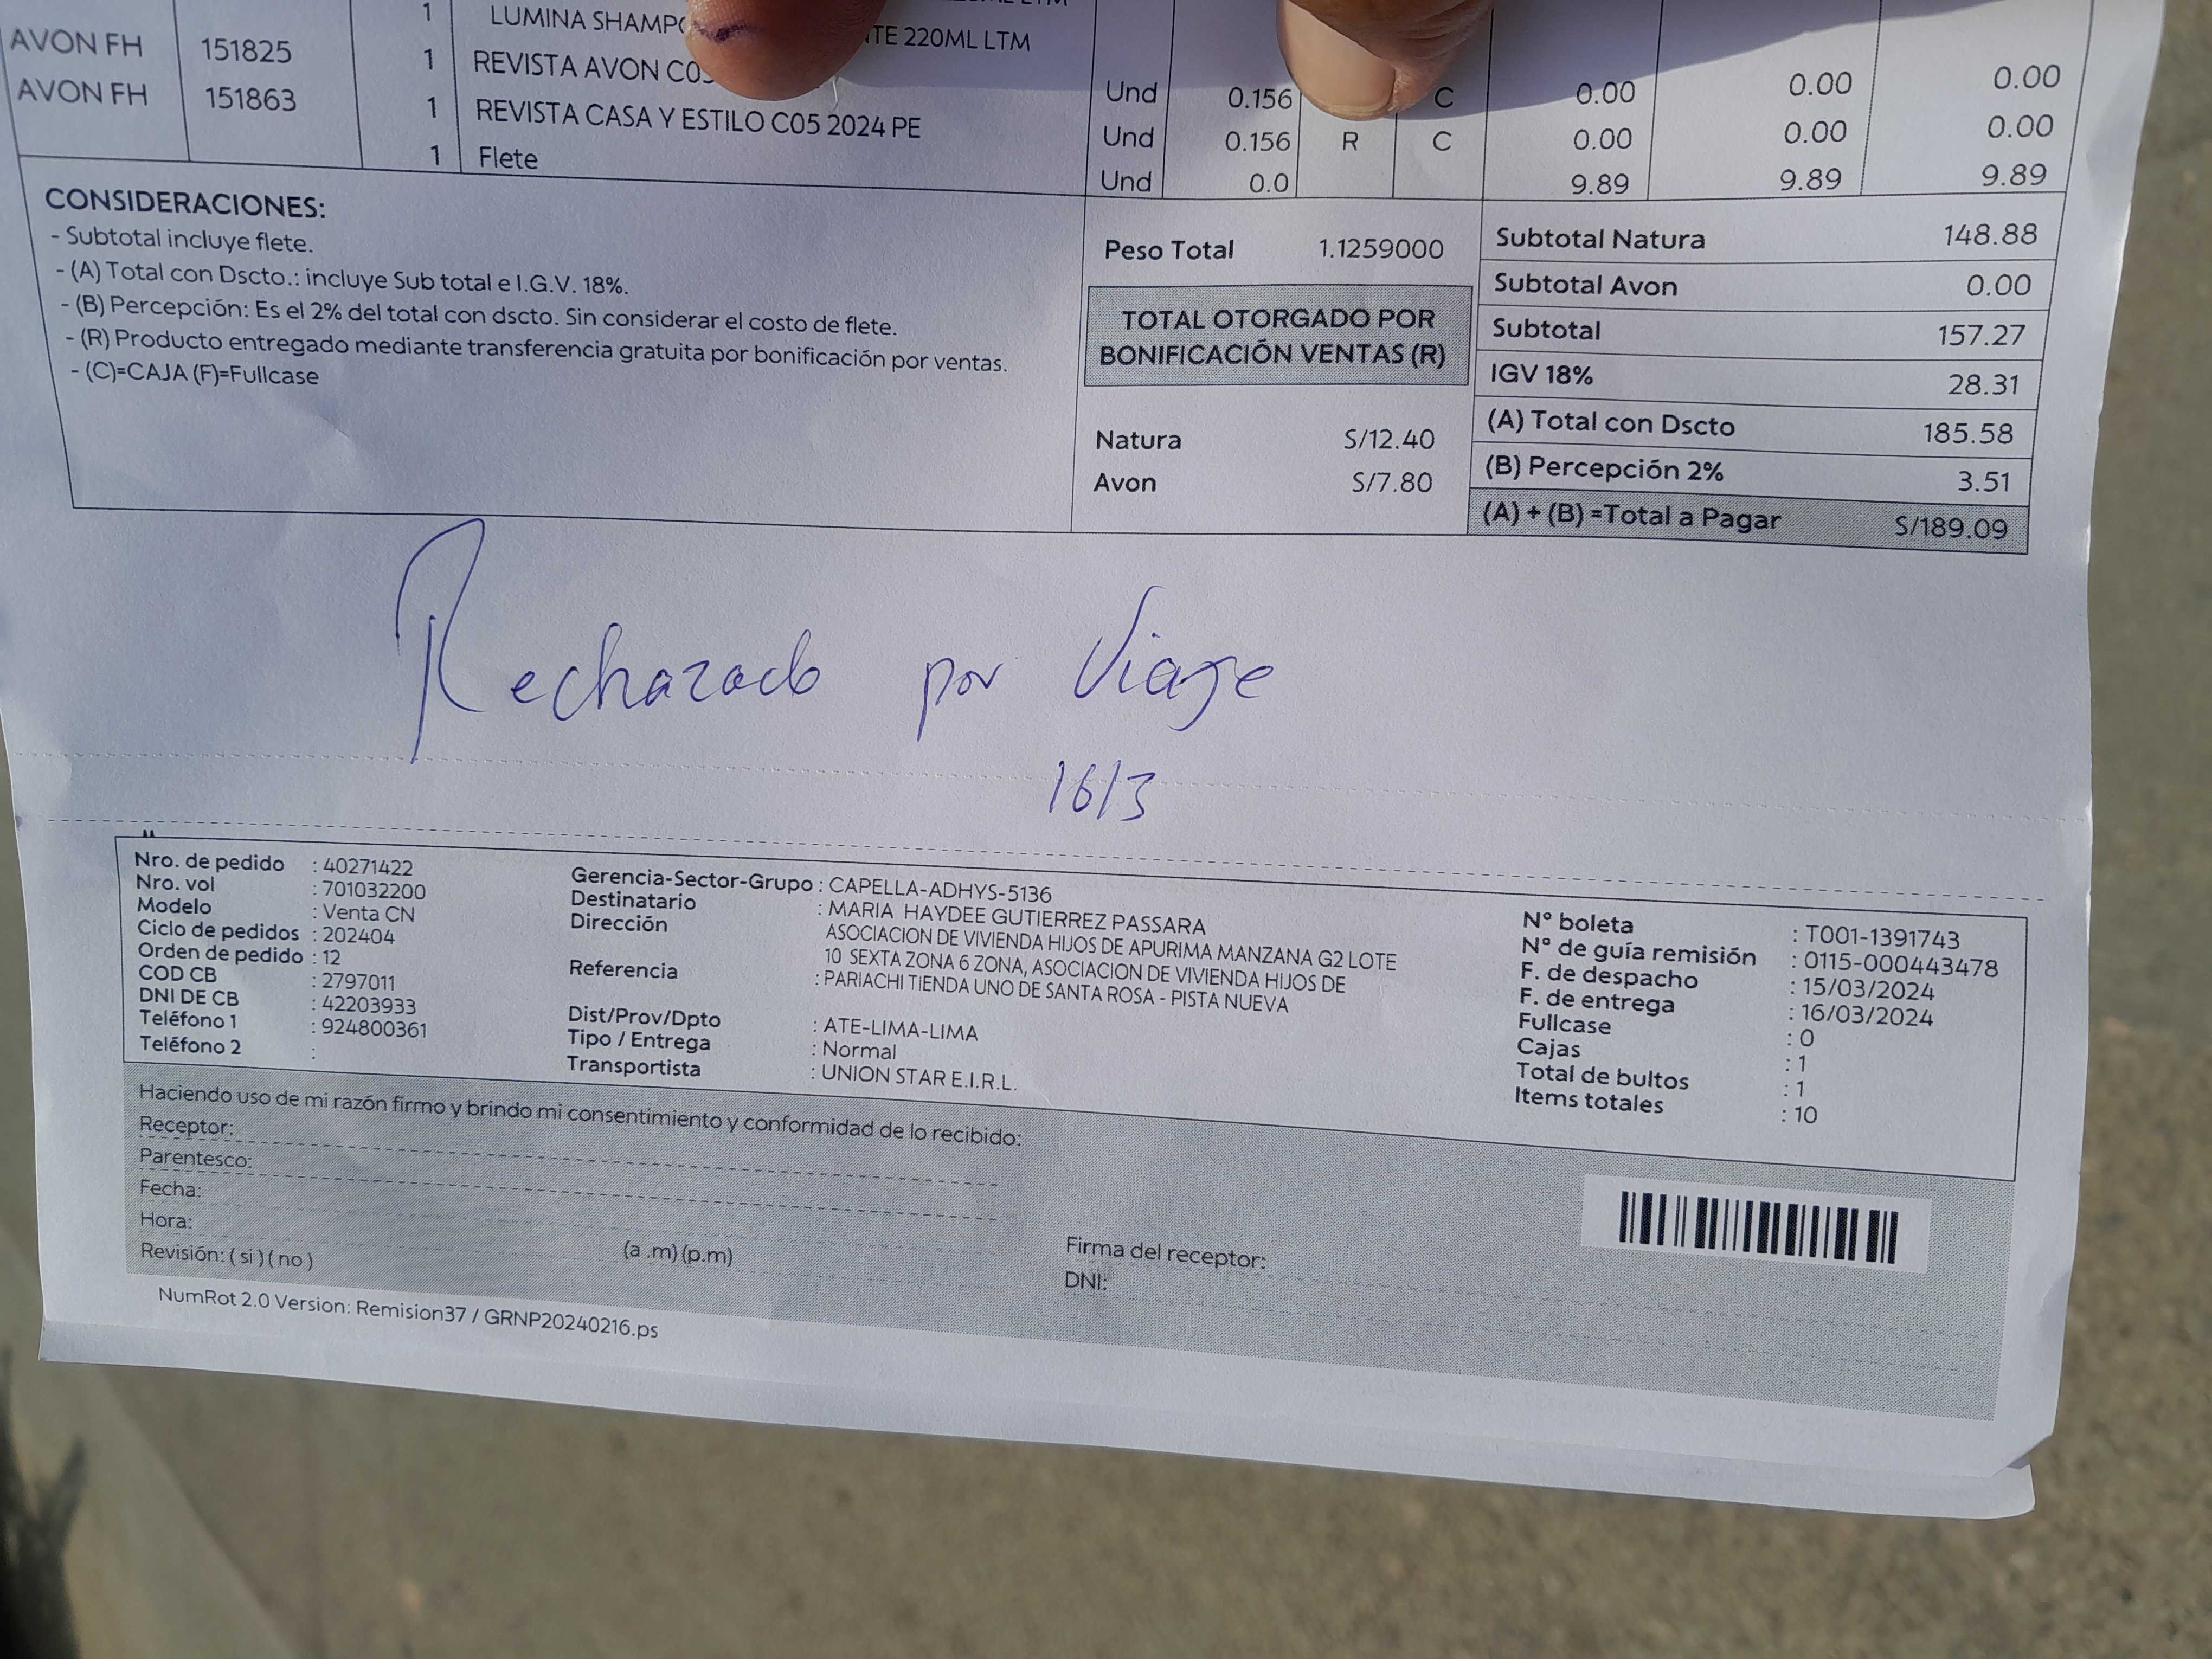 1 LUMINA SHAMP
AVON FH 151825 1 REVISTA AVON C05 220ML LTM Und 0.156 C 0.00 0.00 0.00
AVON FH 151863 1 REVISTA CASA Y ESTILO C05 2024 PE Und 0.156 R C 0.00 0.00 0.00
1 Flete Und 0.0 9.89 9.89 9.89
CONSIDERACIONES:
- Subtotal incluye flete.
- (A) Total con Dscto.: incluye Sub total e I.G.V. 18%.
- (B) Percepción: Es el 2% del total con dscto. Sin considerar el costo de flete.
- (R) Producto entregado mediante transferencia gratuita por bonificación por ventas.
- (C)=CAJA (F)=Fullcase
Peso Total 1.1259000
TOTAL OTORGADO POR
BONIFICACIÓN VENTAS (R)
Natura S/12.40
Avon S/7.80
Subtotal Natura 148.88
Subtotal Avon 0.00
Subtotal 157.27
IGV 18% 28.31
(A) Total con Dscto 185.58
(B) Percepción 2% 3.51
(A) + (B) =Total a Pagar S/189.09
Rechazado por Viaje
16/3
Nro. de pedido : 40271422
Nro. vol : 701032200
Modelo : Venta CN
Ciclo de pedidos : 202404
Orden de pedido : 12
COD CB : 2797011
DNI DE CB : 42203933
Teléfono 1 : 924800361
Teléfono 2 :
Gerencia-Sector-Grupo : CAPELLA-ADHYS-5136
Destinatario : MARIA HAYDEE GUTIERREZ PASSARA
Dirección ASOCIACION DE VIVIENDA HIJOS DE APURIMA MANZANA G2 LOTE
10 SEXTA ZONA 6 ZONA, ASOCIACION DE VIVIENDA HIJOS DE
Referencia : PARIACHI TIENDA UNO DE SANTA ROSA - PISTA NUEVA
Dist/Prov/Dpto : ATE-LIMA-LIMA
Tipo / Entrega : Normal
Transportista : UNION STAR E.I.R.L.
N° boleta : T001-1391743
N° de guía remisión : 0115-000443478
F. de despacho : 15/03/2024
F. de entrega : 16/03/2024
Fullcase : 0
Cajas : 1
Total de bultos : 1
Items totales : 10
Haciendo uso de mi razón firmo y brindo mi consentimiento y conformidad de lo recibido:
Receptor:
Parentesco:
Fecha:
Hora: (a .m) (p.m)
Revisión: ( si ) ( no )
Firma del receptor:
DNI:
NumRot 2.0 Version: Remision37 / GRNP20240216.ps